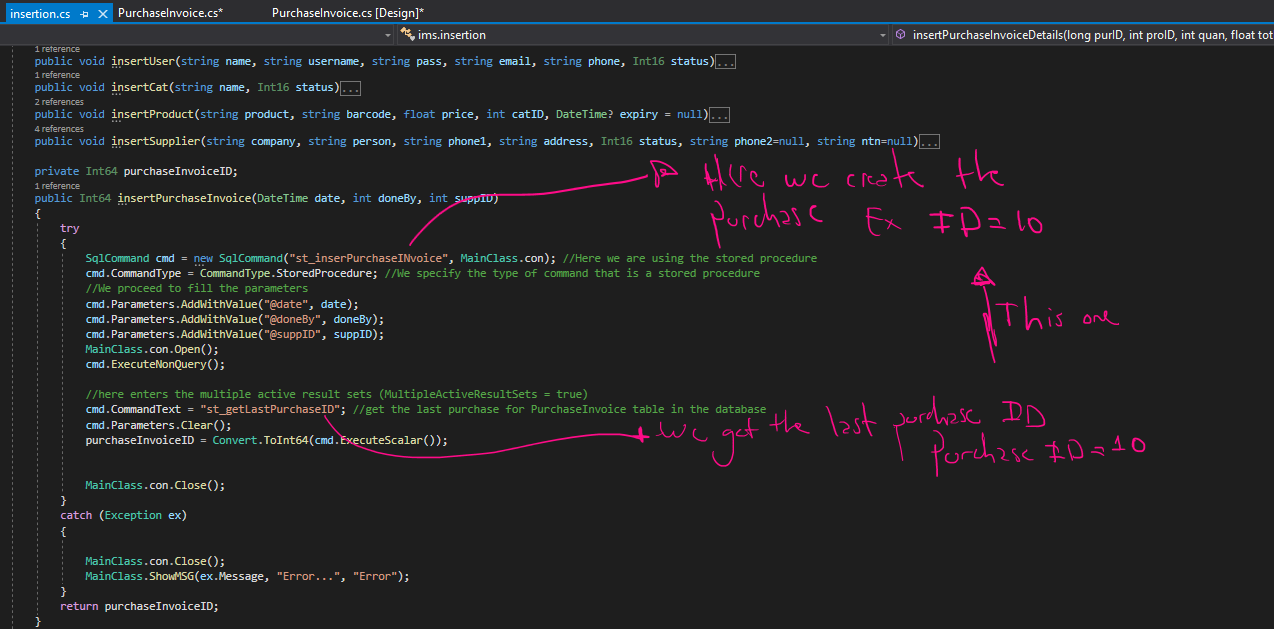 insertion.cs
PurchaseInvoice.cs*
PurchaseInvoice.cs [Design]*
ims.insertion
insertPurchaseInvoiceDetails(long purID, int proID, int quan, float tot
1 reference
public void insertUser(string name, string username, string pass, string email, string phone, Int16 status)...
1 reference
public void insertCat(string name, Int16 status)...
2 references
public void insertProduct(string product, string barcode, float price, int catID, DateTime? expiry = null)...
4 references
public void insertSupplier(string company, string person, string phone1, string address, Int16 status, string phone2=null, string ntn=null)...
private Int64 purchaseInvoiceID;
1 reference
public Int64 insertPurchaseInvoice(DateTime date, int doneBy, int suppID)
{
try
{
SqlCommand cmd = new SqlCommand("st_inserPurchaseINvoice", MainClass.con); //Here we are using the stored procedure
cmd.CommandType = CommandType.StoredProcedure; //We specify the type of command that is a stored procedure
//We proceed to fill the parameters
cmd.Parameters.AddWithValue("@date", date);
cmd.Parameters.AddWithValue("@doneBy", doneBy);
cmd.Parameters.AddWithValue("@suppID", suppID);
MainClass.con.Open();
cmd.ExecuteNonQuery();
//here enters the multiple active result sets (MultipleActiveResultSets = true)
cmd.CommandText = "st_getLastPurchaseID"; //get the last purchase for PurchaseInvoice table in the database
cmd.Parameters.Clear();
purchaseInvoiceID = Convert.ToInt64(cmd.ExecuteScalar());
MainClass.con.Close();
}
catch (Exception ex)
{
MainClass.con.Close();
MainClass.ShowMSG(ex.Message, "Error...", "Error");
}
return purchaseInvoiceID;
}
Here we create the
purchase Ex ID=10
This one
we get the last purchase ID
Purchase ID=10